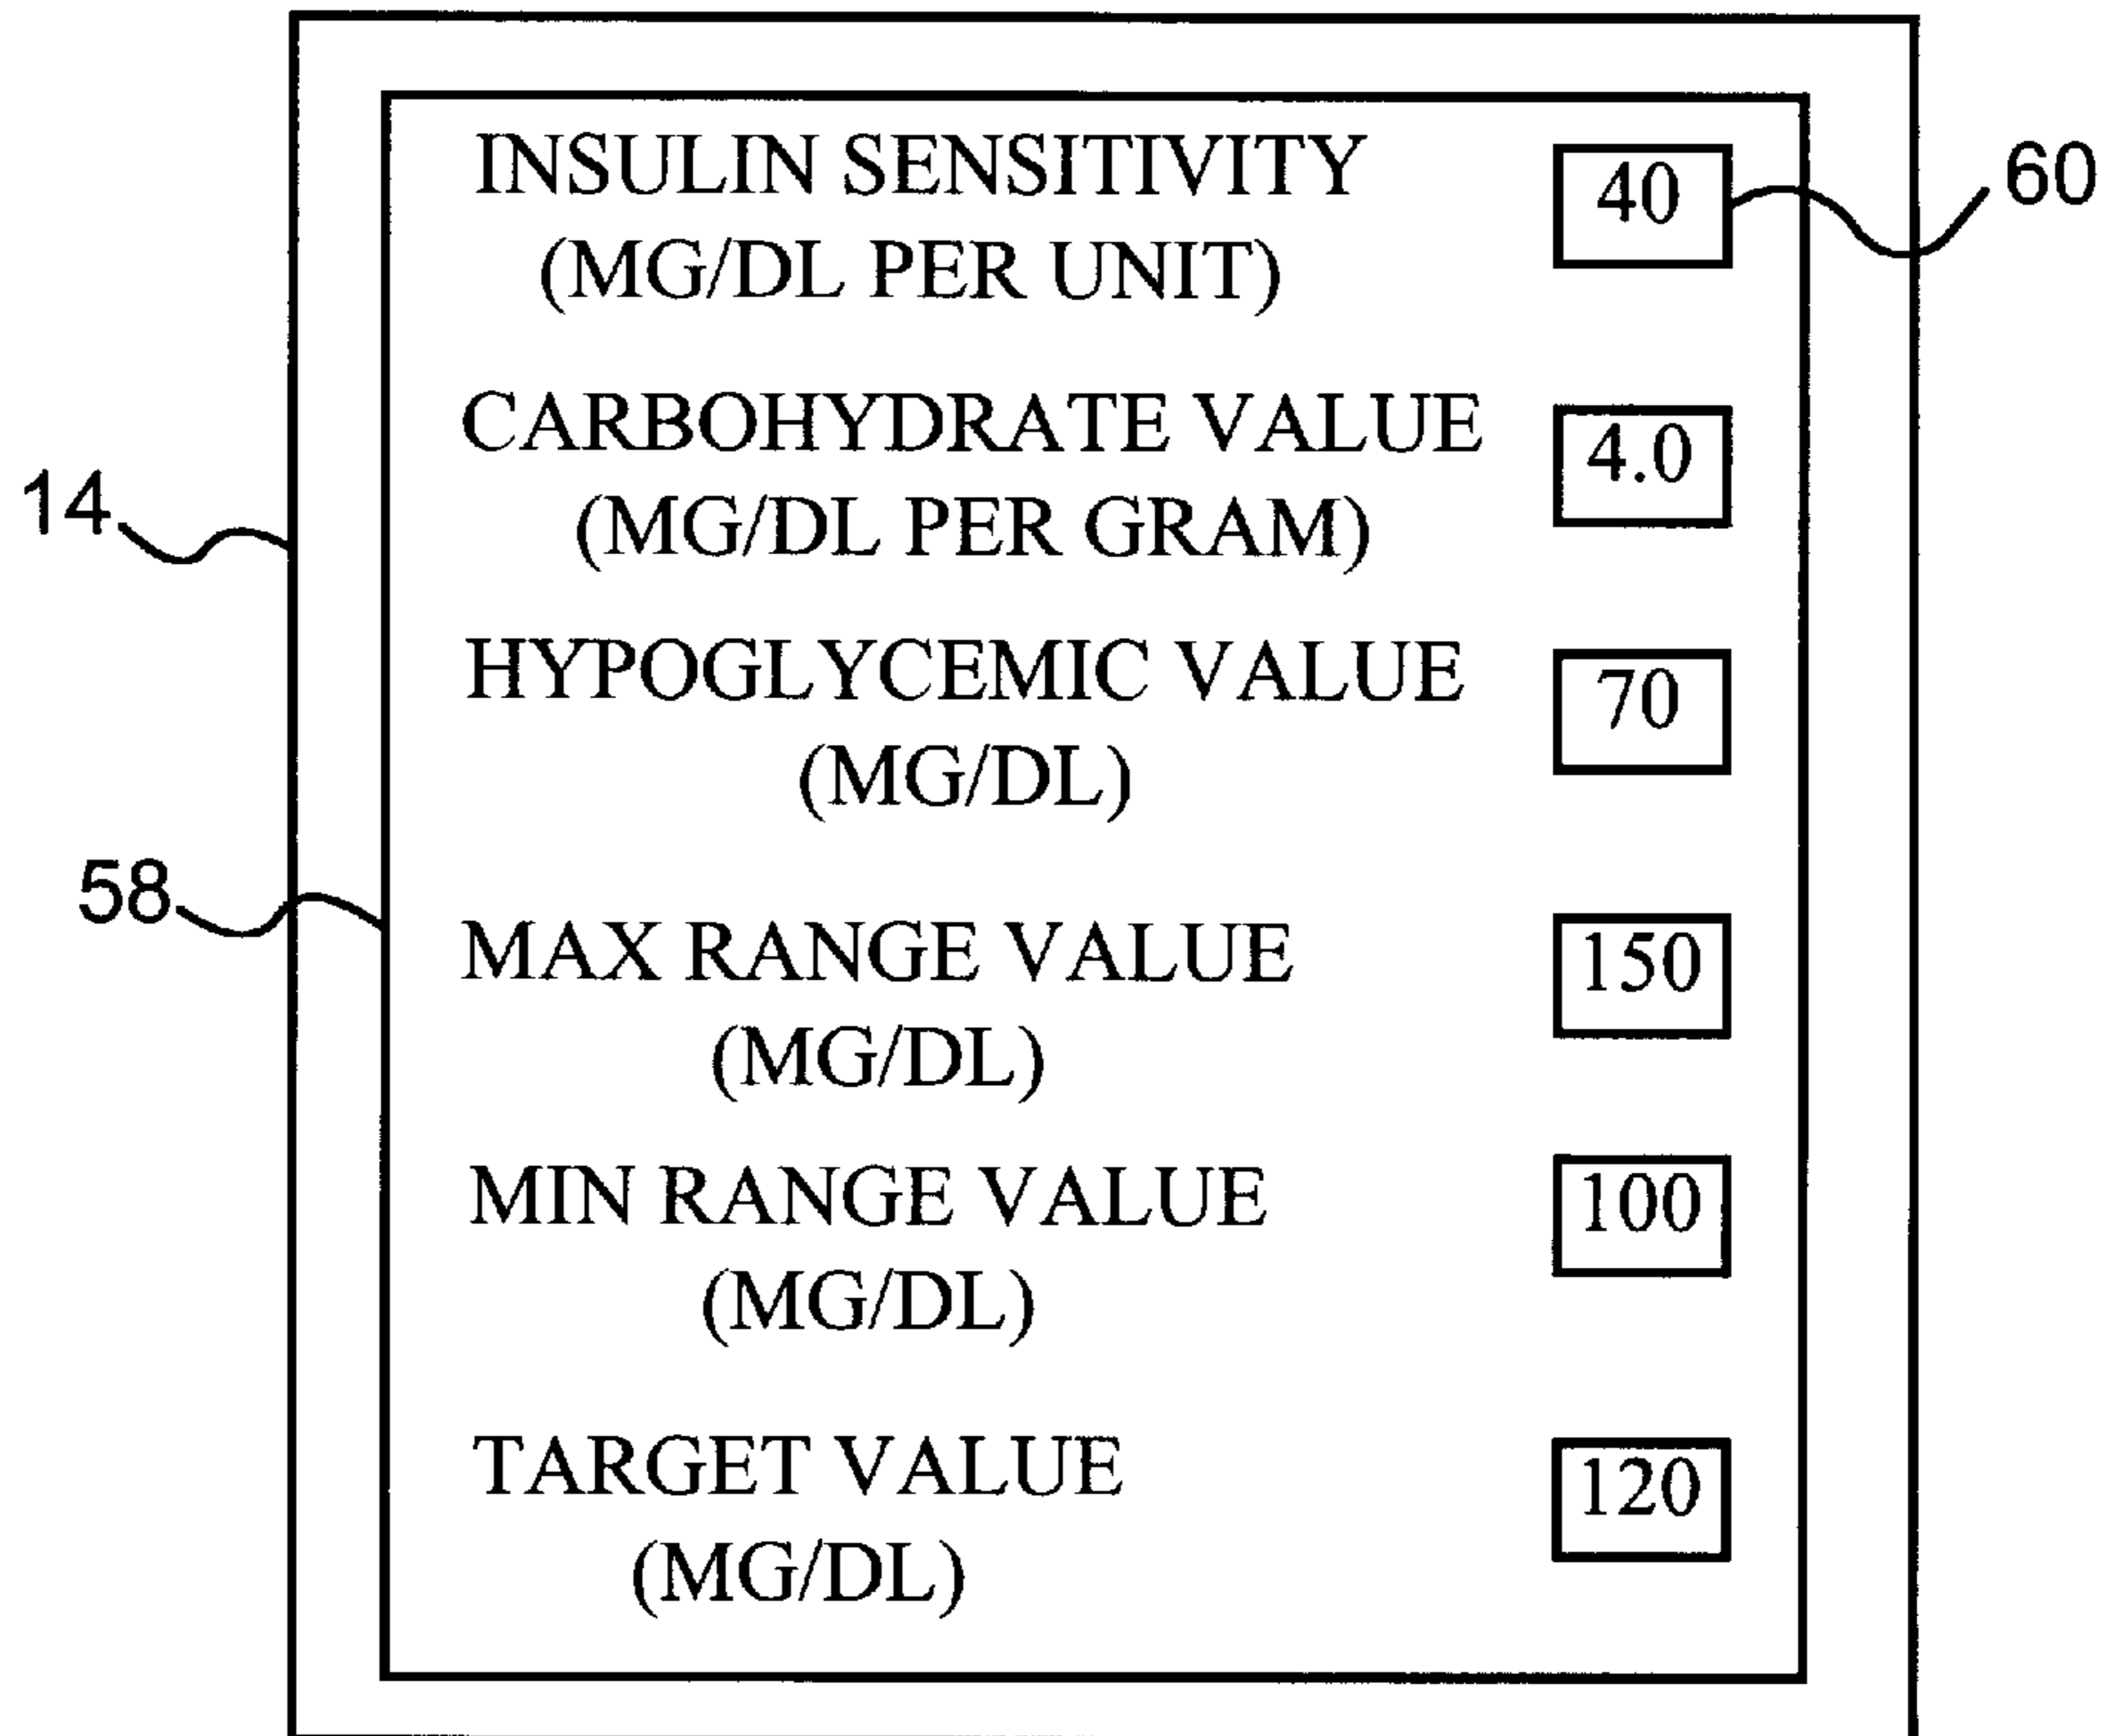 INSULIN SENSITIVITY 40 60
(MG/DL PER UNIT)
CARBOHYDRATE VALUE 4.0
14 (MG/DL PER GRAM)
HYPOGLYCEMIC VALUE 70
(MG/DL)
58
MAX RANGE VALUE 150
(MG/DL)
MIN RANGE VALUE 100
(MG/DL)
TARGET VALUE 120
(MG/DL)